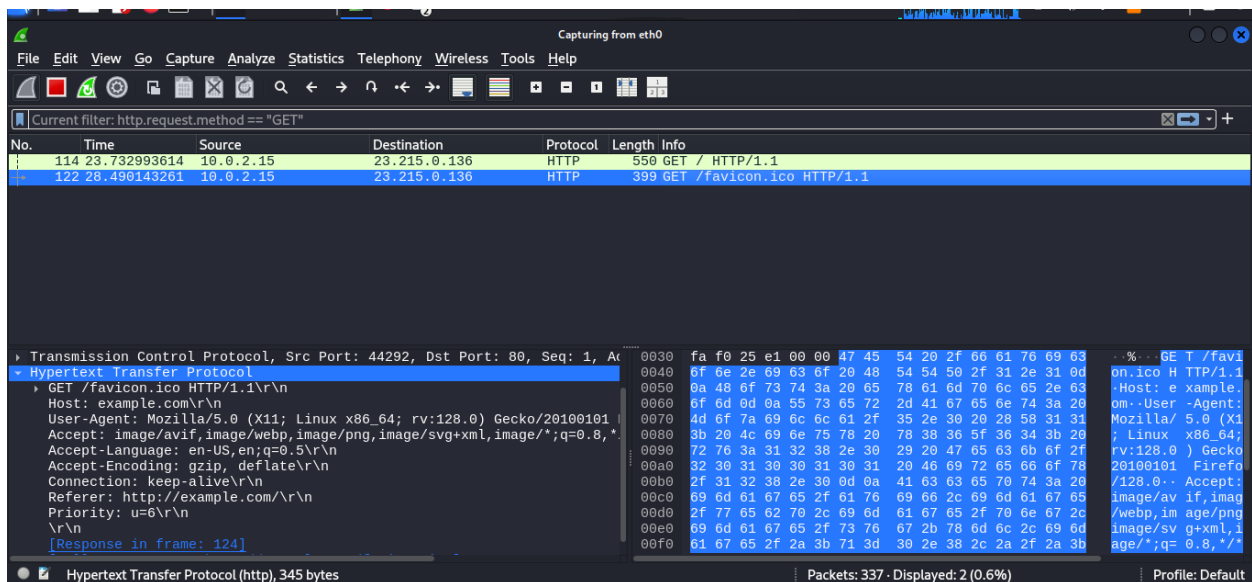 Capturing from eth0
File Edit View Go Capture Analyze Statistics Telephony Wireless Tools Help
Current filter: http.request.method == "GET"
No. Time Source Destination Protocol Length Info
114 23.732993614 10.0.2.15 23.215.0.136 HTTP 550 GET / HTTP/1.1
122 28.490143261 10.0.2.15 23.215.0.136 HTTP 399 GET /favicon.ico HTTP/1.1
Transmission Control Protocol, Src Port: 44292, Dst Port: 80, Seq: 1,
Hypertext Transfer Protocol
GET /favicon.ico HTTP/1.1\r\n
Host: example.com\r\n
User-Agent: Mozilla/5.0 (X11; Linux x86_64; rv:128.0) Gecko/20100101
Accept: image/avif,image/webp,image/png,image/svg+xml,image/*;q=0.8,*
Accept-Language: en-US,en;q=0.5\r\n
Accept-Encoding: gzip, deflate\r\n
Connection: keep-alive\r\n
Referer: http://example.com/\r\n
Priority: u=6\r\n
\r\n
[Response in frame: 124]
0030 fa f0 25 e1 00 00 47 45 54 20 2f 66 61 76 69 63 ··%···GE T /favi
0040 6f 6e 2e 69 63 6f 20 48 54 54 50 2f 31 2e 31 0d on.ico H TTP/1.1
0050 0a 48 6f 73 74 3a 20 65 78 61 6d 70 6c 65 2e 63 ·Host: e xample.
0060 6f 6d 0d 0a 55 73 65 72 2d 41 67 65 6e 74 3a 20 om··User -Agent:
0070 4d 6f 7a 69 6c 6c 61 2f 35 2e 30 20 28 58 31 31 Mozilla/ 5.0 (X1
0080 3b 20 4c 69 6e 75 78 20 78 38 36 5f 36 34 3b 20 ; Linux x86_64;
0090 72 76 3a 31 32 38 2e 30 29 20 47 65 63 6b 6f 2f rv:128.0 ) Gecko
00a0 32 30 31 30 30 31 30 31 20 46 69 72 65 66 6f 78 20100101 Firefo
00b0 2f 31 32 38 2e 30 0d 0a 41 63 63 65 70 74 3a 20 /128.0·· Accept:
00c0 69 6d 61 67 65 2f 61 76 69 66 2c 69 6d 61 67 65 image/av if,imag
00d0 2f 77 65 62 70 2c 69 6d 61 67 65 2f 70 6e 67 2c /webp,im age/png
00e0 69 6d 61 67 65 2f 73 76 67 2b 78 6d 6c 2c 69 6d image/sv g+xml,i
00f0 61 67 65 2f 2a 3b 71 3d 30 2e 38 2c 2a 2f 2a 3b age/*;q= 0.8,*/*
Hypertext Transfer Protocol (http), 345 bytes
Packets: 337 · Displayed: 2 (0.6%)
Profile: Default